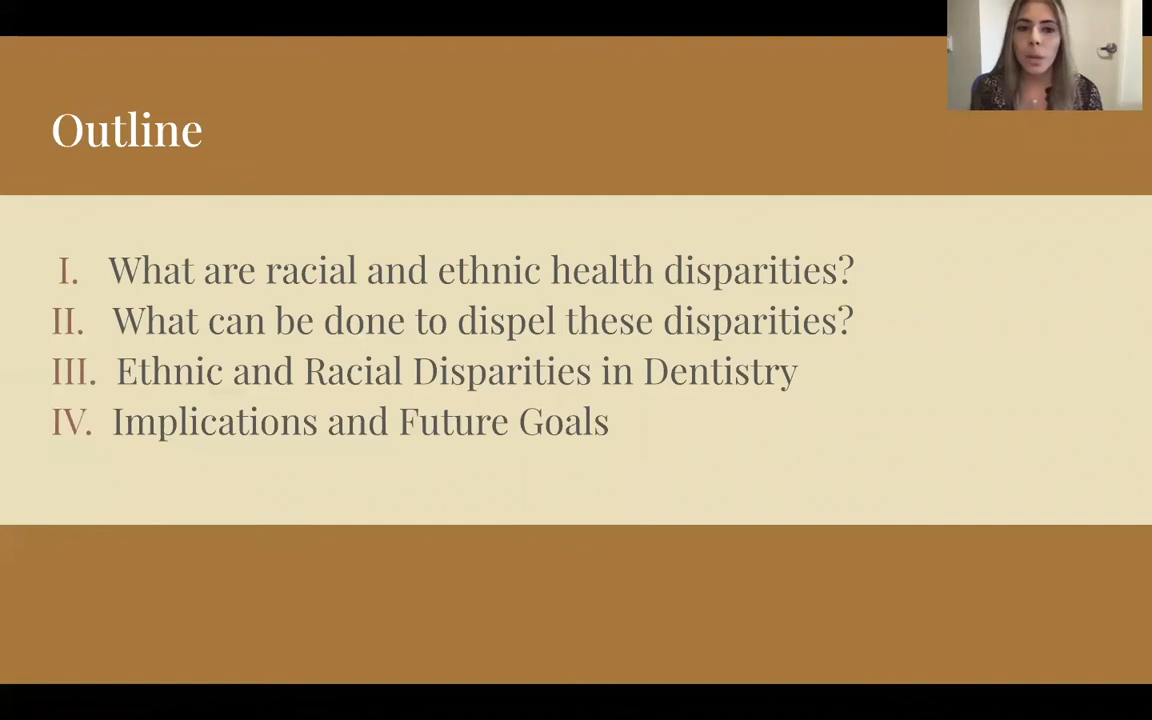 Outline
I. What are racial and ethnic health disparities?
II. What can be done to dispel these disparities?
III. Ethnic and Racial Disparities in Dentistry
IV. Implications and Future Goals